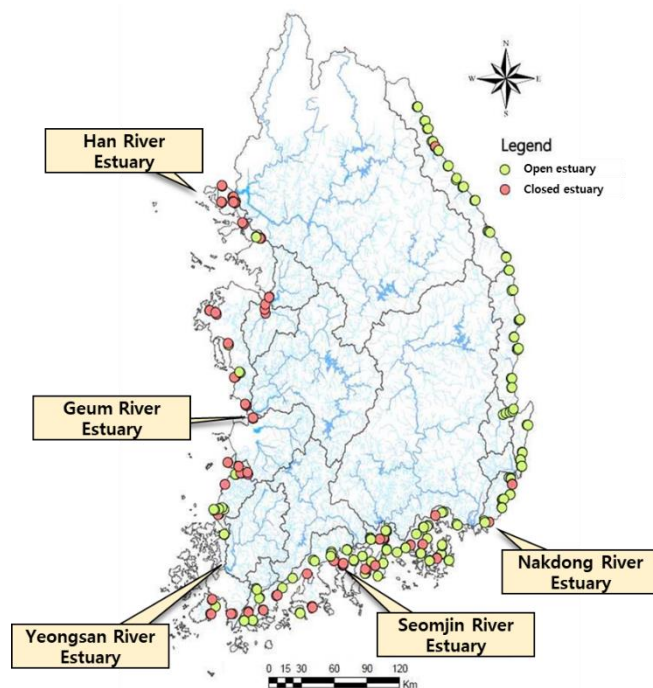 N
W E
S
Han River
Estuary
Legend
Open estuary
Closed estuary
Geum River
Estuary
Nakdong River
Estuary
Yeongsan River
Estuary
Seomjin River
Estuary
0 15 30 60 90 120
Km